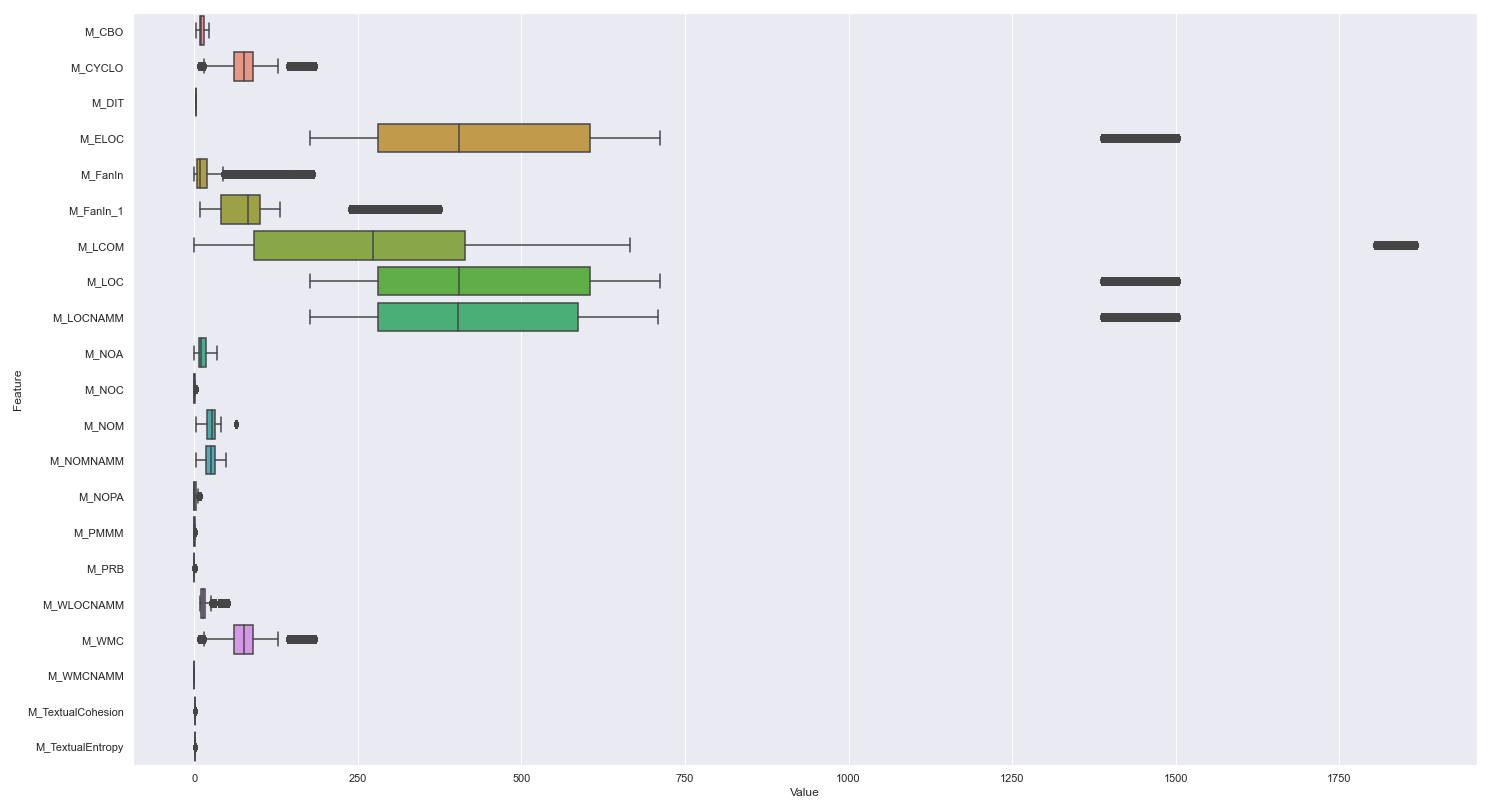 M_CBO
M_CYCLO
M_DIT
M_ELOC
M_FanIn
M_FanIn_1
M_LCOM
M_LOC
M_LOCNAMM
M_NOA
M_NOC
M_NOM
M_NOMNAMM
M_NOPA
M_PMMM
M_PRB
M_WLOCNAMM
M_WMC
M_WMCNAMM
M_TextualCohesion
M_TextualEntropy
Feature
0 250 500 750 1000 1250 1500 1750
Value